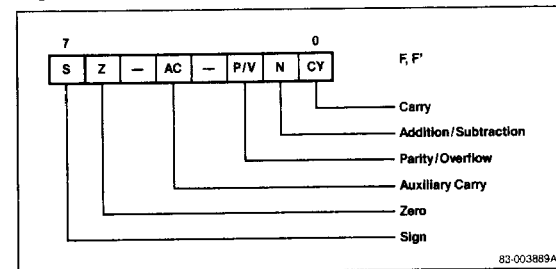 7 0
S Z — AC — P/V N CY
F, F'
Carry
Addition/Subtraction
Parity/Overflow
Auxiliary Carry
Zero
Sign
83-003889A